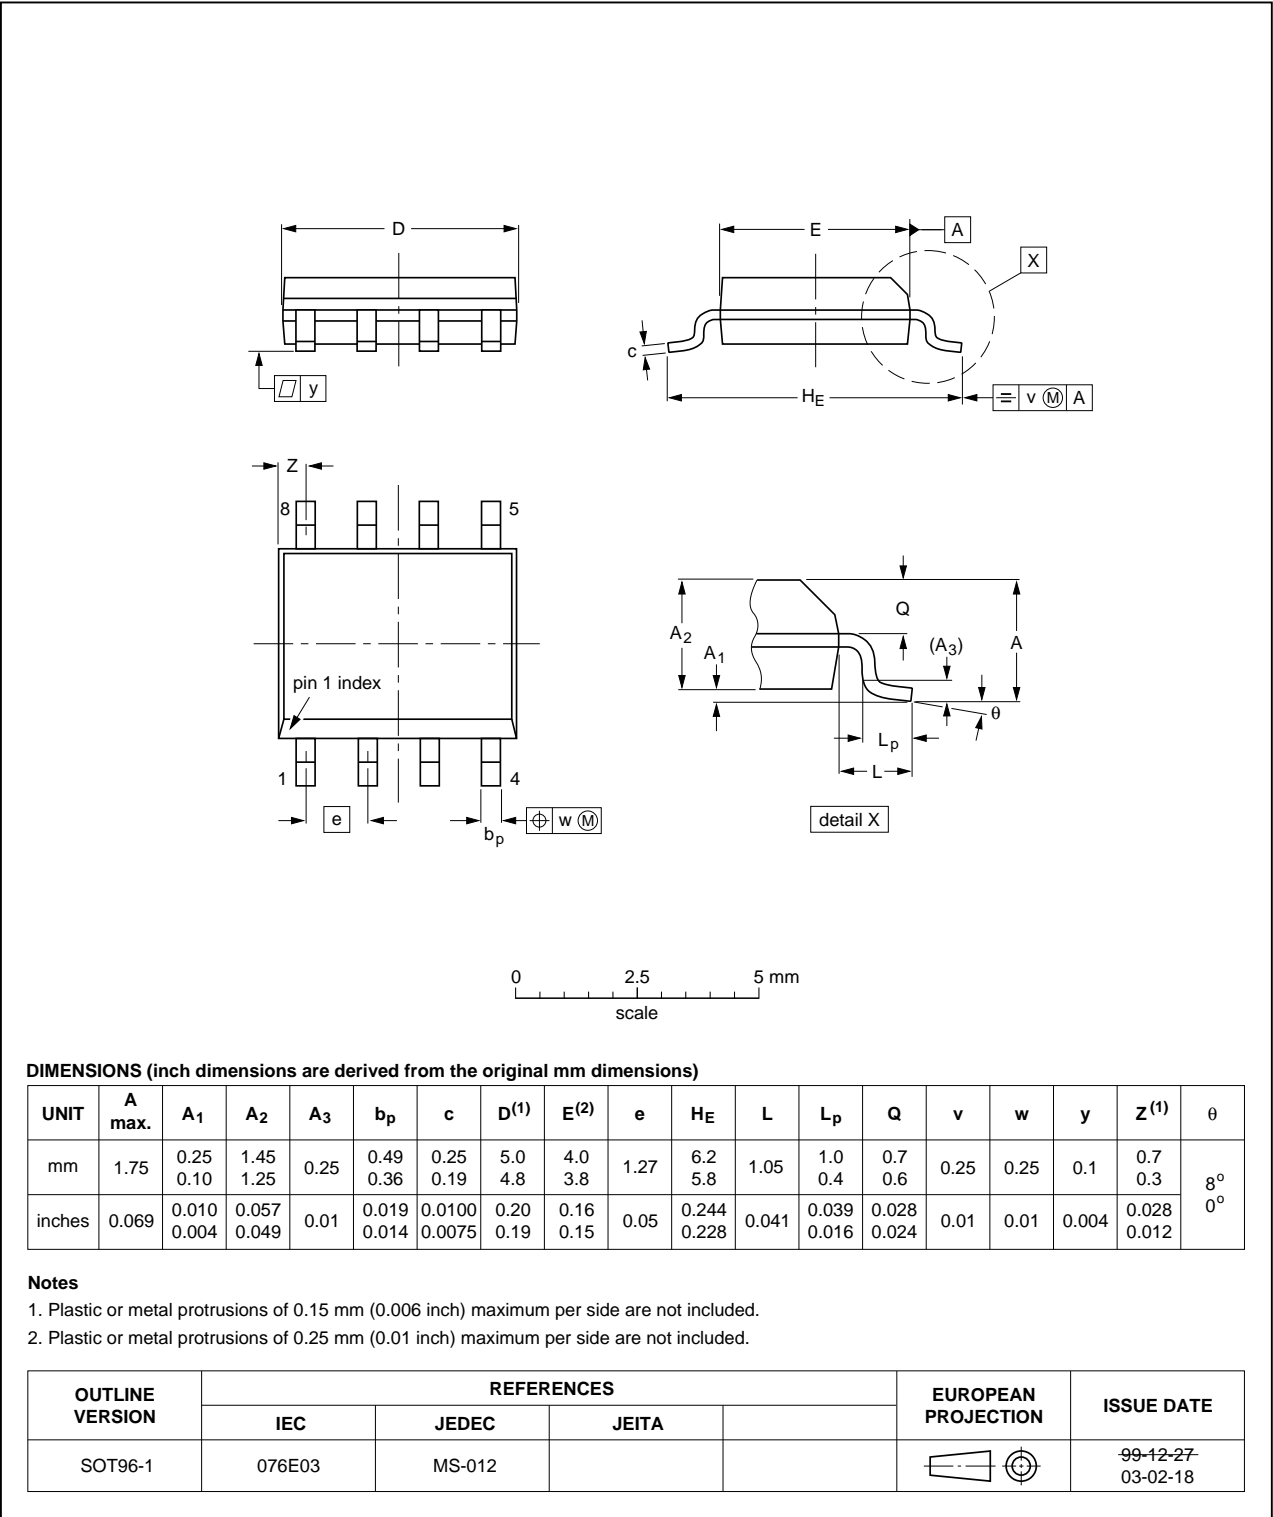 D
E
A
X
c
y
HE
v M A
Z
8
5
pin 1 index
1
4
e
bp
w M
A2
A1
Q
(A3)
A
θ
Lp
L
detail X
0 2.5 5 mm
scale
DIMENSIONS (inch dimensions are derived from the original mm dimensions)
UNIT A max. A1 A2 A3 bp c D(1) E(2) e HE L Lp Q v w y Z(1) θ
mm 1.75 0.25 0.10 1.45 1.25 0.25 0.49 0.36 0.25 0.19 5.0 4.8 4.0 3.8 1.27 6.2 5.8 1.05 1.0 0.4 0.7 0.6 0.25 0.25 0.1 0.7 0.3 8° 0°
inches 0.069 0.010 0.004 0.057 0.049 0.01 0.019 0.014 0.0100 0.0075 0.20 0.19 0.16 0.15 0.05 0.244 0.228 0.041 0.039 0.016 0.028 0.024 0.01 0.01 0.004 0.028 0.012
Notes
1. Plastic or metal protrusions of 0.15 mm (0.006 inch) maximum per side are not included.
2. Plastic or metal protrusions of 0.25 mm (0.01 inch) maximum per side are not included.
OUTLINE VERSION REFERENCES EUROPEAN PROJECTION ISSUE DATE
IEC JEDEC JEITA
SOT96-1 076E03 MS-012 99-12-27
03-02-18